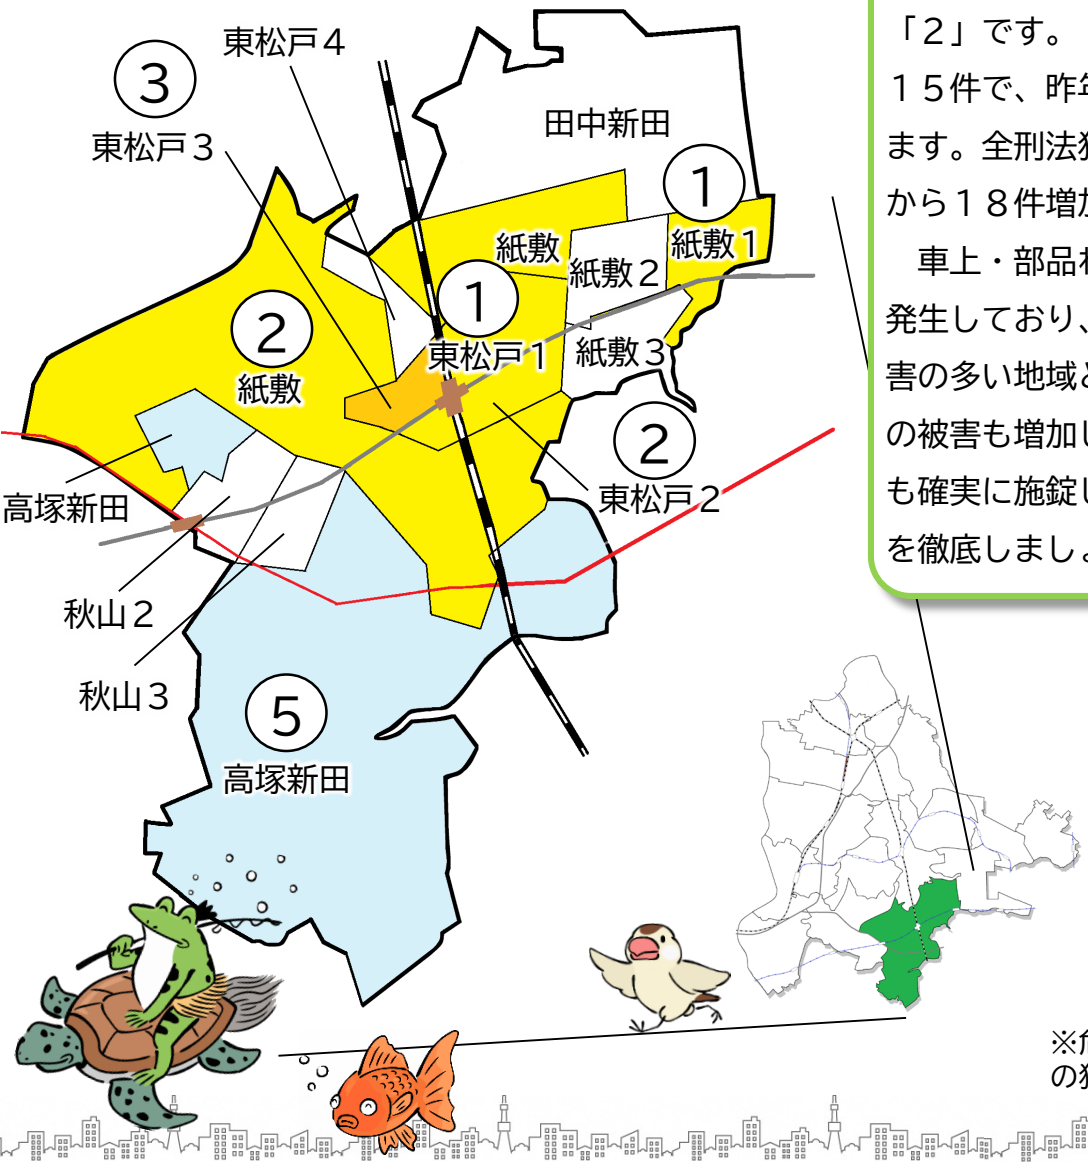 東松戸４
③
東松戸３
田中新田
①
紙敷１
紙敷
紙敷２
①
東松戸１
紙敷３
②
紙敷
②
東松戸２
高塚新田
秋山２
秋山３
⑤
高塚新田
「２」です。
１５件で、昨年
ます。全刑法犯
から１８件増加
車上・部品
発生しており、
害の多い地域と
の被害も増加し
も確実に施錠し
を徹底しましょ
※
の犯